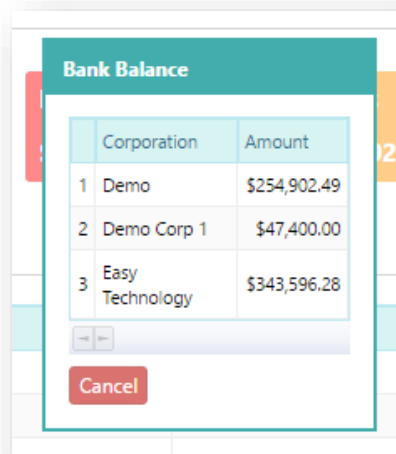 Bank Balance
Corporation Amount
1 Demo $254,902.49
2 Demo Corp 1 $47,400.00
3 Easy Technology $343,596.28
Cancel